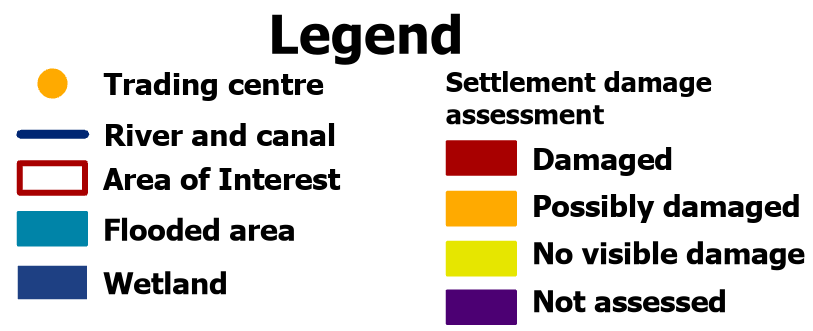 Legend
Trading centre
River and canal
Area of Interest
Flooded area
Wetland
Settlement damage
assessment
Damaged
Possibly damaged
No visible damage
Not assessed